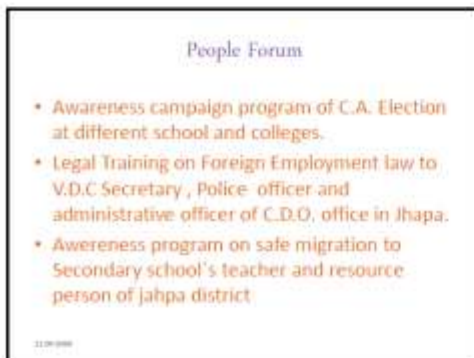 People Forum
• Awareness campaign program of C.A. Election
at different school and colleges.
• Legal Training on Foreign Employment law to
V.D.C Secretary , Police officer and
administrative officer of C.D.O. office in Jhapa.
• Awereness program on safe migration to
Secondary school`s teacher and resource
person of jahpa district